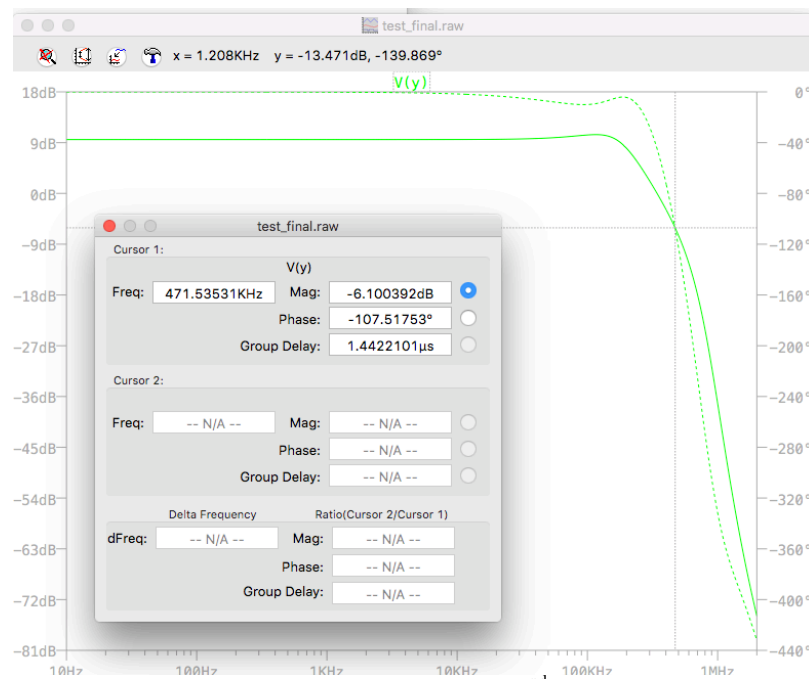 test_final.raw
x = 1.208KHz y = -13.471dB, -139.869°
V(y)
18dB
9dB
0dB
-9dB
-18dB
-27dB
-36dB
-45dB
-54dB
-63dB
-72dB
-81dB
0°
-40°
-80°
-120°
-160°
-200°
-240°
-280°
-320°
-360°
-400°
-440°
test_final.raw
Cursor 1:
V(y)
Freq: 471.53531KHz Mag: -6.100392dB
Phase: -107.51753°
Group Delay: 1.4422101µs
Cursor 2:
Freq: -- N/A -- Mag: -- N/A --
Phase: -- N/A --
Group Delay: -- N/A --
Delta Frequency Ratio(Cursor 2/Cursor 1)
dFreq: -- N/A -- Mag: -- N/A --
Phase: -- N/A --
Group Delay: -- N/A --
10Hz 100Hz 1KHz 10KHz 100KHz 1MHz